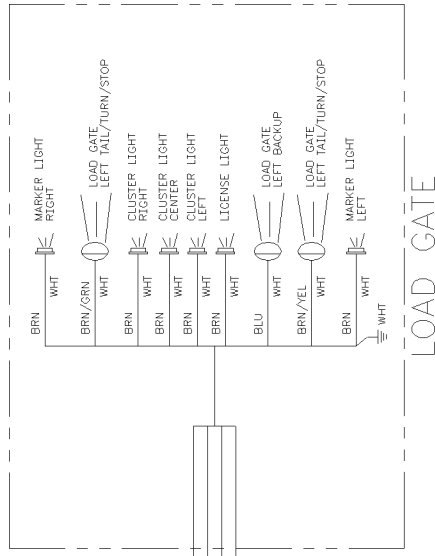 MARKER LIGHT
RIGHT
LOAD GATE
LEFT TAIL/TURN/STOP
CLUSTER LIGHT
RIGHT
CLUSTER LIGHT
CENTER
CLUSTER LIGHT
LEFT
LICENSE LIGHT
LOAD GATE
LEFT BACKUP
LOAD GATE
LEFT TAIL/TURN/STOP
MARKER LIGHT
LEFT
BRN
WHT
BRN/GRN
WHT
BRN
WHT
BRN
WHT
BRN
WHT
BRN
WHT
BLU
WHT
BRN/YEL
WHT
BRN
WHT
WHT
LOAD GATE